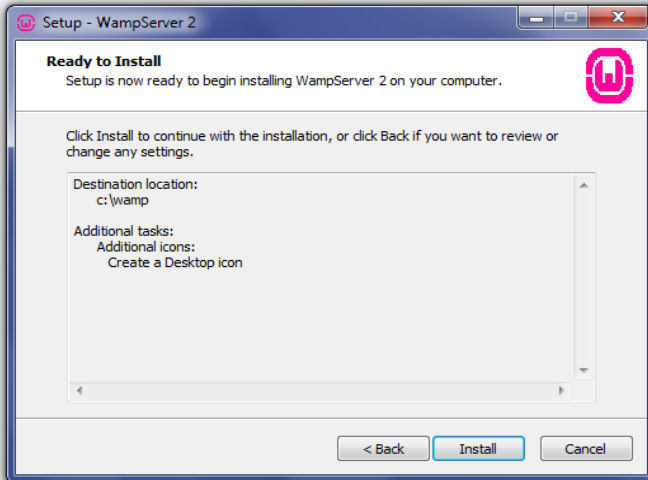 Setup - WampServer 2
Ready to Install
Setup is now ready to begin installing WampServer 2 on your computer.
Click Install to continue with the installation, or click Back if you want to review or
change any settings.
Destination location:
c:\wamp
Additional tasks:
Additional icons:
Create a Desktop icon
< Back Install Cancel